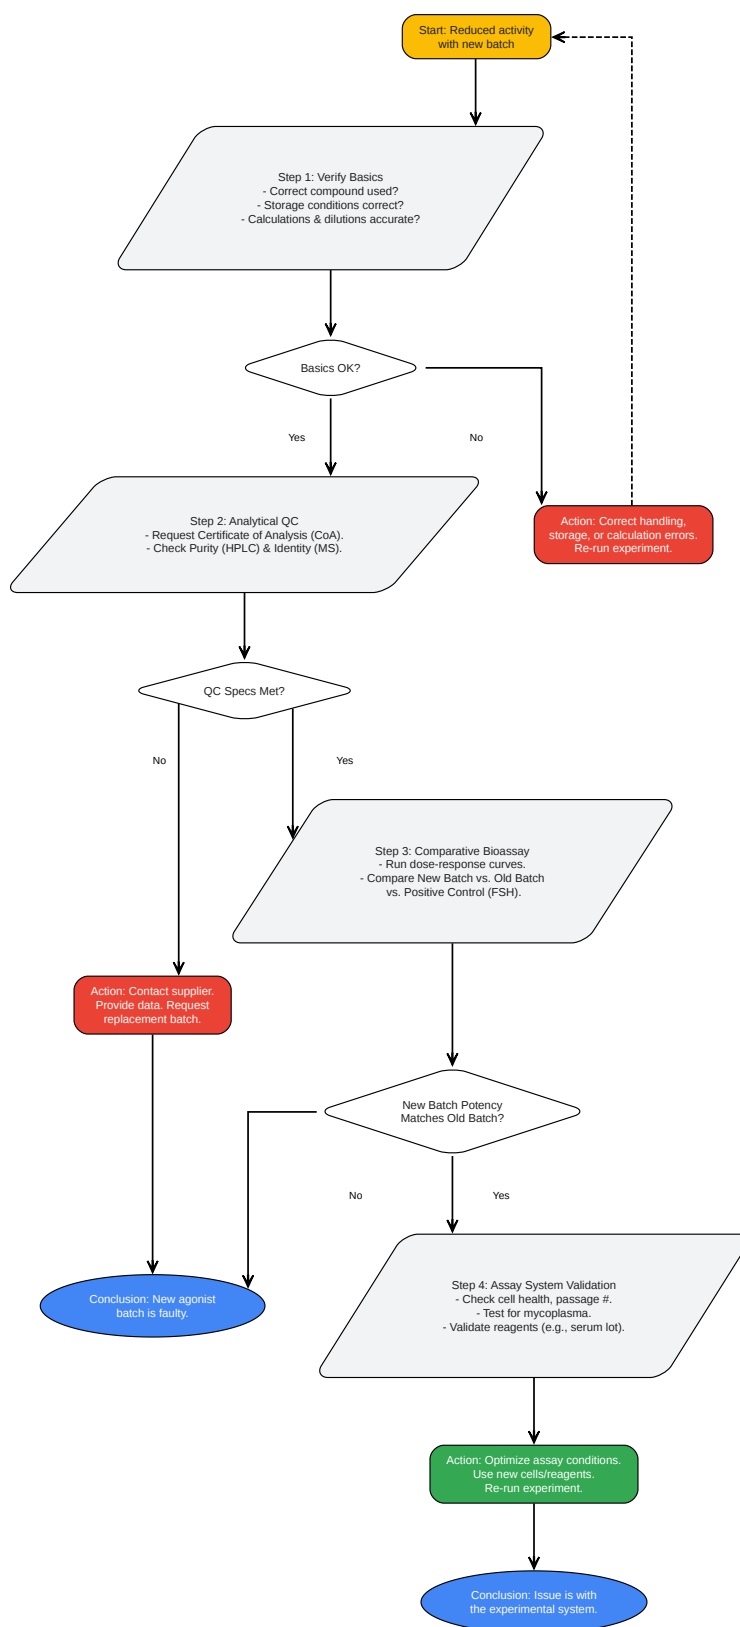 Start: Reduced activity
with new batch
Step 1: Verify Basics
- Correct compound used?
- Storage conditions correct?
- Calculations & dilutions accurate?
Basics OK?
Yes
No
Step 2: Analytical QC
- Request Certificate of Analysis (CoA).
- Check Purity (HPLC) & Identity (MS).
Action: Correct handling,
storage, or calculation errors.
Re-run experiment.
QC Specs Met?
No
Yes
Step 3: Comparative Bioassay
- Run dose-response curves.
- Compare New Batch vs. Old Batch
vs. Positive Control (FSH).
Action: Contact supplier.
Provide data. Request
replacement batch.
New Batch Potency
Matches Old Batch?
No
Yes
Conclusion: New agonist
batch is faulty.
Step 4: Assay System Validation
- Check cell health, passage #.
- Test for mycoplasma.
- Validate reagents (e.g., serum lot).
Action: Optimize assay conditions.
Use new cells/reagents.
Re-run experiment.
Conclusion: Issue is with
the experimental system.